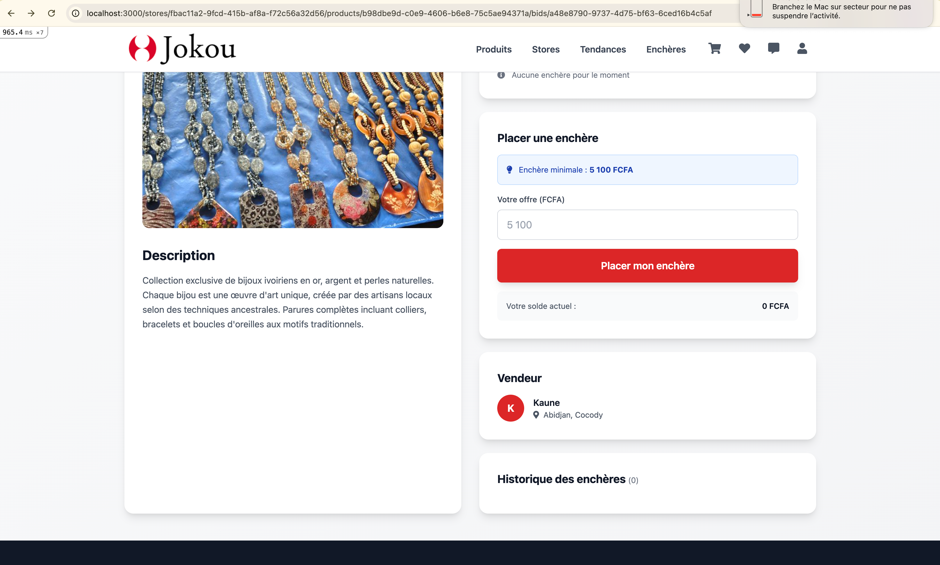 localhost:3000/stores/fbac11a2-9fcd-415b-af8a-f72c56a32d56/products/b98dbe9d-c0e9-4606-b6e8-75c5ae94371a/bids/a48e8790-9737-4d75-bf63-6ced16b4c5af
Branchez le Mac sur secteur pour ne pas
suspendre l'activité.
965.4 ms ×7
Jokou
Produits Stores Tendances Enchères
Aucune enchère pour le moment
Placer une enchère
Enchère minimale : 5 100 FCFA
Votre offre (FCFA)
5 100
Placer mon enchère
Votre solde actuel : 0 FCFA
Description
Collection exclusive de bijoux ivoiriens en or, argent et perles naturelles.
Chaque bijou est une œuvre d'art unique, créée par des artisans locaux
selon des techniques ancestrales. Parures complètes incluant colliers,
bracelets et boucles d'oreilles aux motifs traditionnels.
Vendeur
K
Kaune
Abidjan, Cocody
Historique des enchères (0)